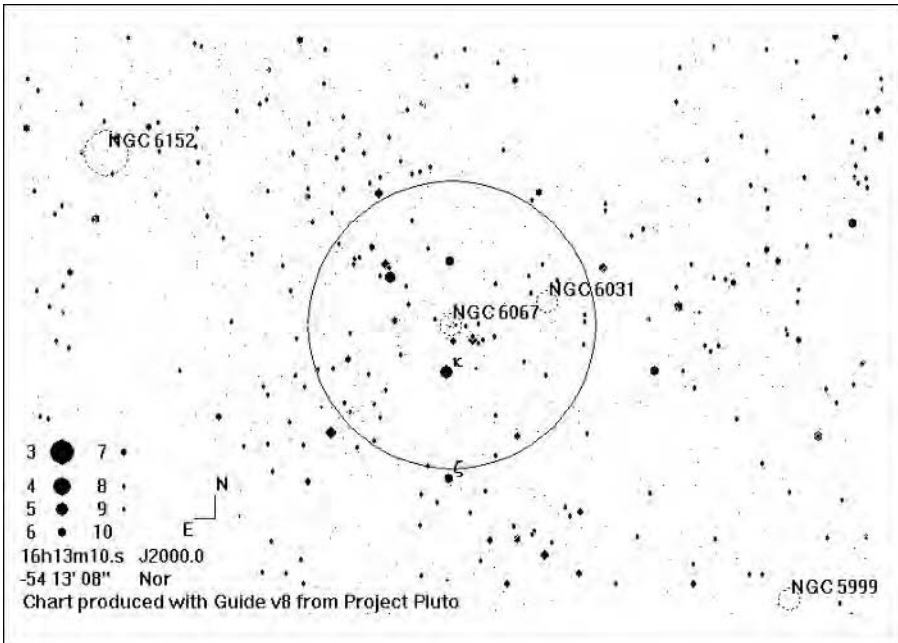 NGC 6152
NGC 6031
NGC 6067
κ
ζ
3 7
4 8
5 9
6 10
N
E
16h13m10.s J2000.0
-54 13' 08" Nor
Chart produced with Guide v8 from Project Pluto
NGC 5999